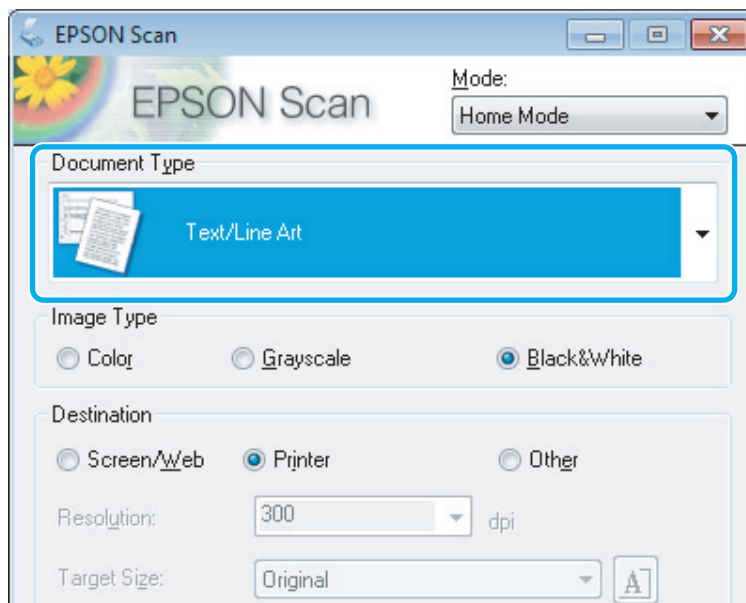 EPSON Scan
EPSON Scan
Mode:
Home Mode
Document Type
Text/Line Art
Image Type
Color Grayscale Black&White
Destination
Screen/Web Printer Other
Resolution: 300 dpi
Target Size: Original A